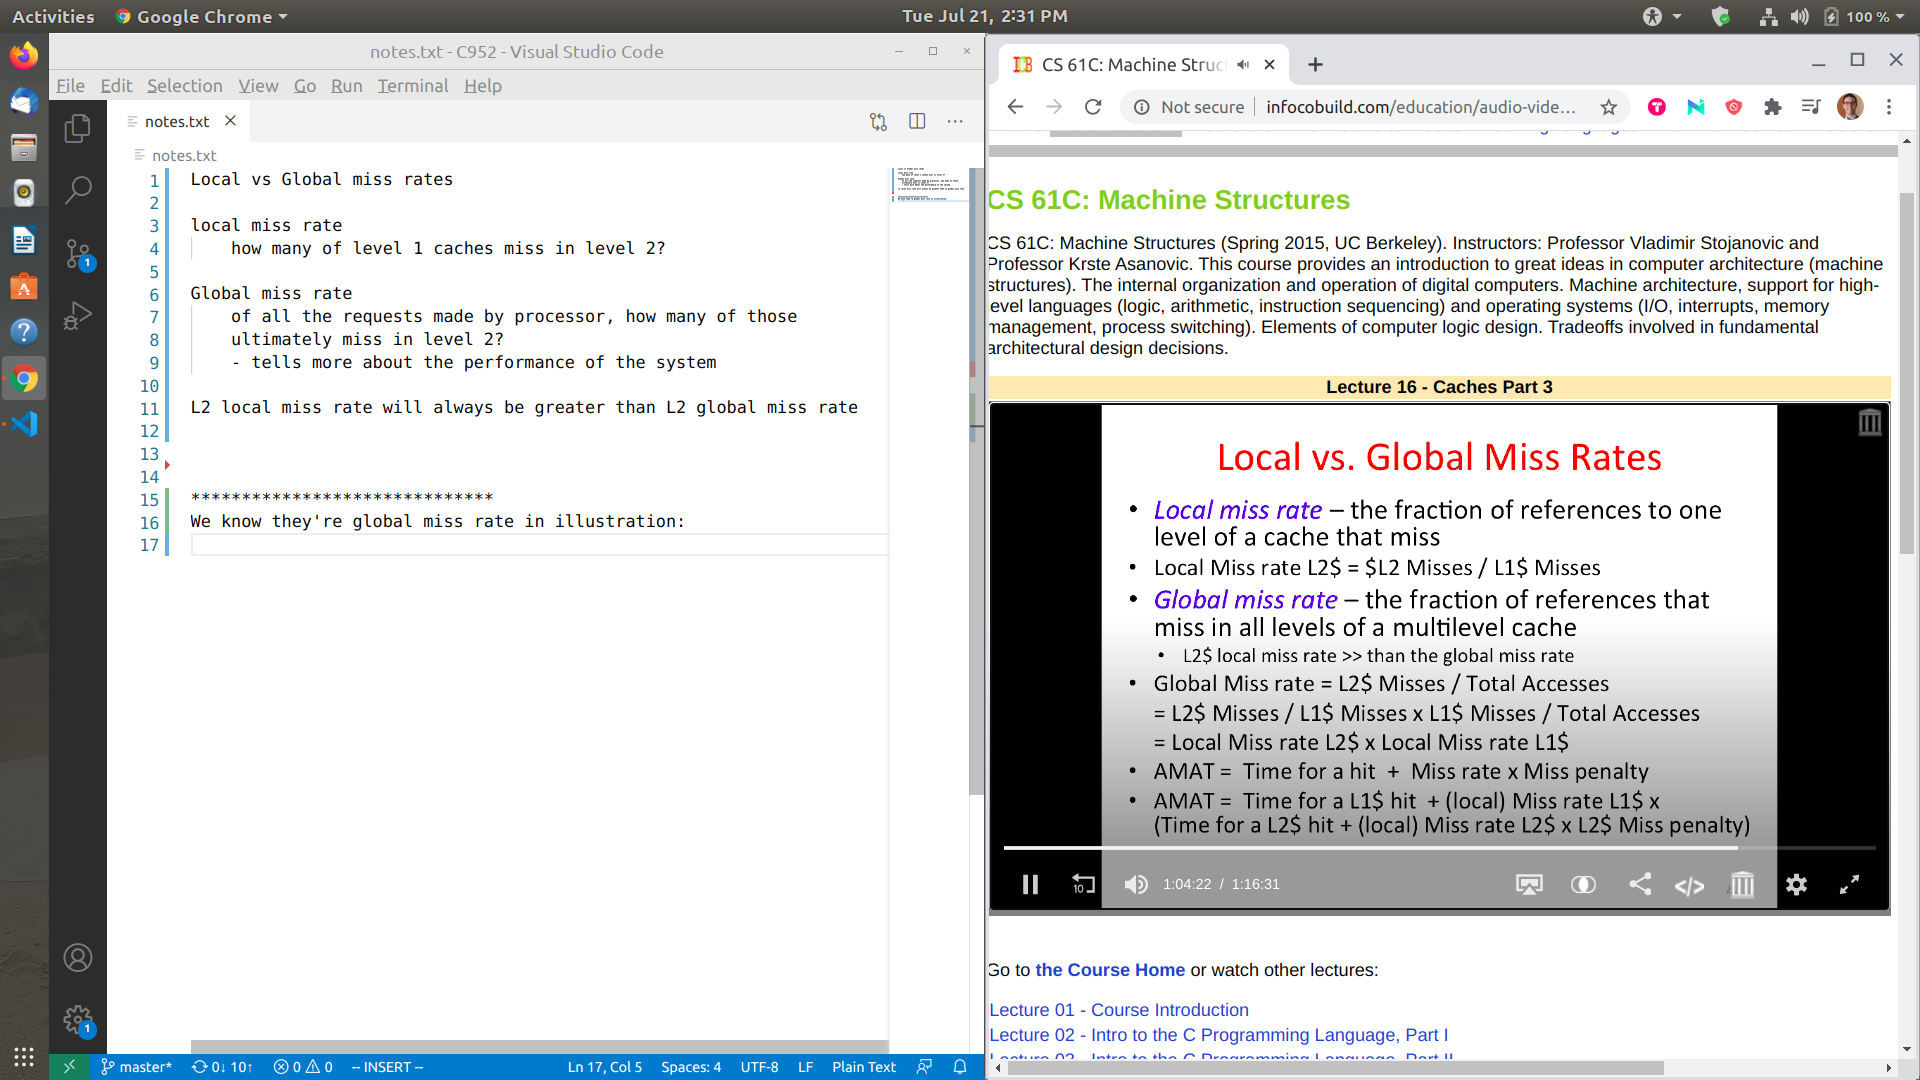 Activities
Google Chrome
Tue Jul 21, 2:31 PM
100 %
notes.txt - C952 - Visual Studio Code
File Edit Selection View Go Run Terminal Help
notes.txt
notes.txt
1 Local vs Global miss rates
2
3 local miss rate
4 how many of level 1 caches miss in level 2?
5
6 Global miss rate
7 of all the requests made by processor, how many of those
8 ultimately miss in level 2?
9 - tells more about the performance of the system
10
11 L2 local miss rate will always be greater than L2 global miss rate
12
13
14
15 ******************************
16 We know they're global miss rate in illustration:
17
1
1
master*
0↓ 10↑
0 0
-- INSERT --
Ln 17, Col 5
Spaces: 4
UTF-8
LF
Plain Text
CS 61C: Machine Struc
Not secure
infocobuild.com/education/audio-vide...
CS 61C: Machine Structures
CS 61C: Machine Structures (Spring 2015, UC Berkeley). Instructors: Professor Vladimir Stojanovic and
Professor Krste Asanovic. This course provides an introduction to great ideas in computer architecture (machine
structures). The internal organization and operation of digital computers. Machine architecture, support for high-
level languages (logic, arithmetic, instruction sequencing) and operating systems (I/O, interrupts, memory
management, process switching). Elements of computer logic design. Tradeoffs involved in fundamental
architectural design decisions.
Lecture 16 - Caches Part 3
Local vs. Global Miss Rates
• Local miss rate – the fraction of references to one
level of a cache that miss
• Local Miss rate L2$ = $L2 Misses / L1$ Misses
• Global miss rate – the fraction of references that
miss in all levels of a multilevel cache
• L2$ local miss rate >> than the global miss rate
• Global Miss rate = L2$ Misses / Total Accesses
= L2$ Misses / L1$ Misses x L1$ Misses / Total Accesses
= Local Miss rate L2$ x Local Miss rate L1$
• AMAT = Time for a hit + Miss rate x Miss penalty
• AMAT = Time for a L1$ hit + (local) Miss rate L1$ x
(Time for a L2$ hit + (local) Miss rate L2$ x L2$ Miss penalty)
10
1:04:22 / 1:16:31
Go to the Course Home or watch other lectures:
Lecture 01 - Course Introduction
Lecture 02 - Intro to the C Programming Language, Part I
Lecture 03 - Intro to the C Programming Language, Part II